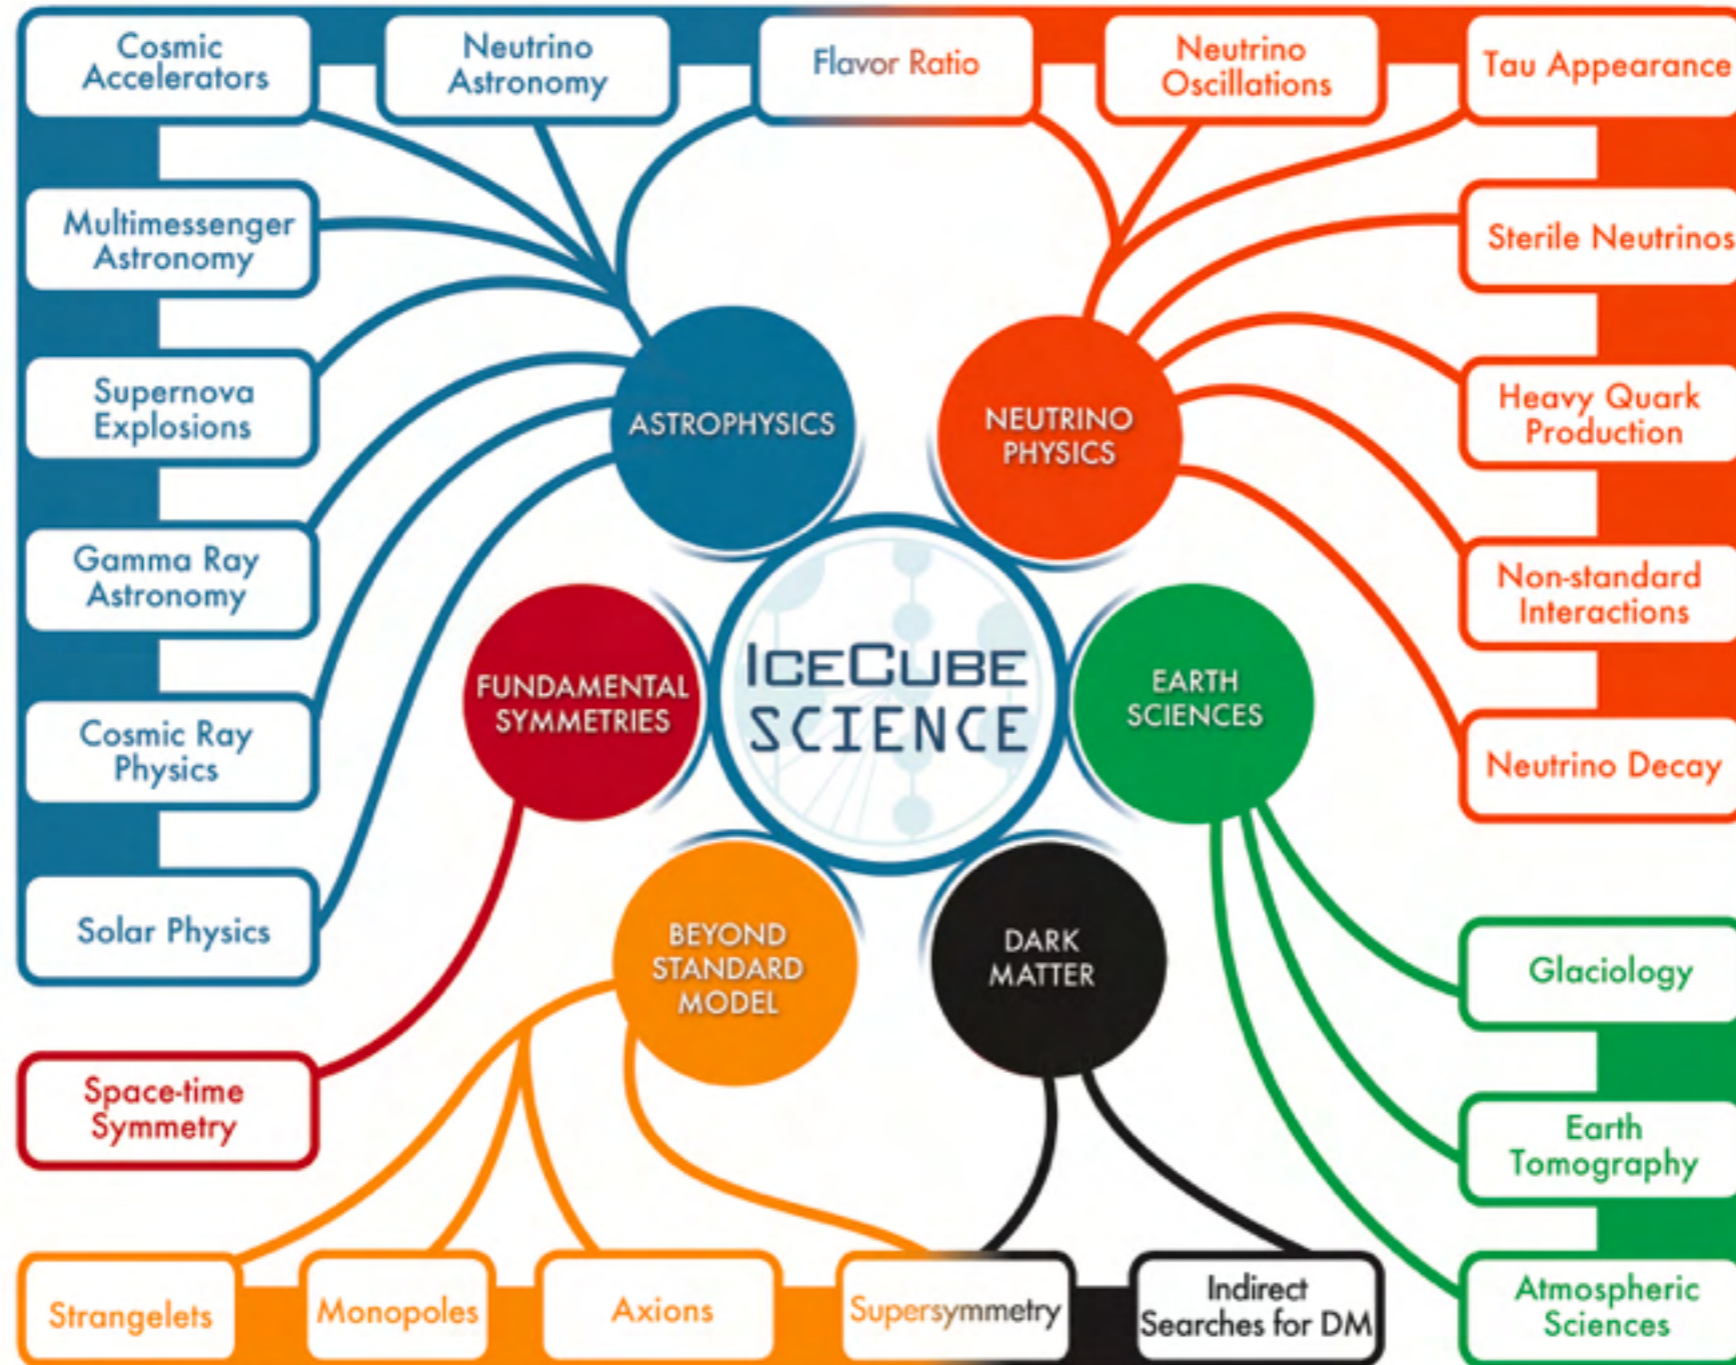 Cosmic
Accelerators
Neutrino
Astronomy
Flavor Ratio
Neutrino
Oscillations
Tau Appearance
Multimessenger
Astronomy
Sterile Neutrinos
Supernova
Explosions
ASTROPHYSICS
NEUTRINO
PHYSICS
Heavy Quark
Production
Gamma Ray
Astronomy
Non-standard
Interactions
FUNDAMENTAL
SYMMETRIES
ICECUBE
SCIENCE
EARTH
SCIENCES
Cosmic Ray
Physics
Neutrino Decay
Solar Physics
BEYOND
STANDARD
MODEL
DARK
MATTER
Glaciology
Space-time
Symmetry
Earth
Tomography
Strangelets
Monopoles
Axions
Supersymmetry
Indirect
Searches for DM
Atmospheric
Sciences